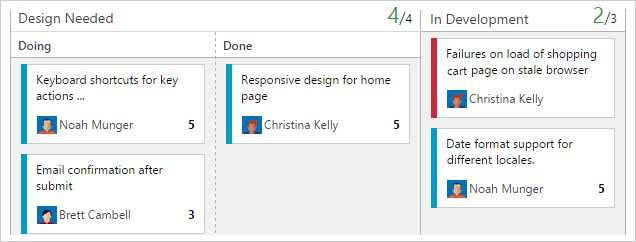 Design Needed 4/4
Doing
Keyboard shortcuts for key
actions ...
Noah Munger 5
Email confirmation after
submit
Brett Cambell 3
Done
Responsive design for home
page
Christina Kelly 5
In Development 2/3
Failures on load of shopping
cart page on stale browser
Christina Kelly
Date format support for
different locales.
Noah Munger 5